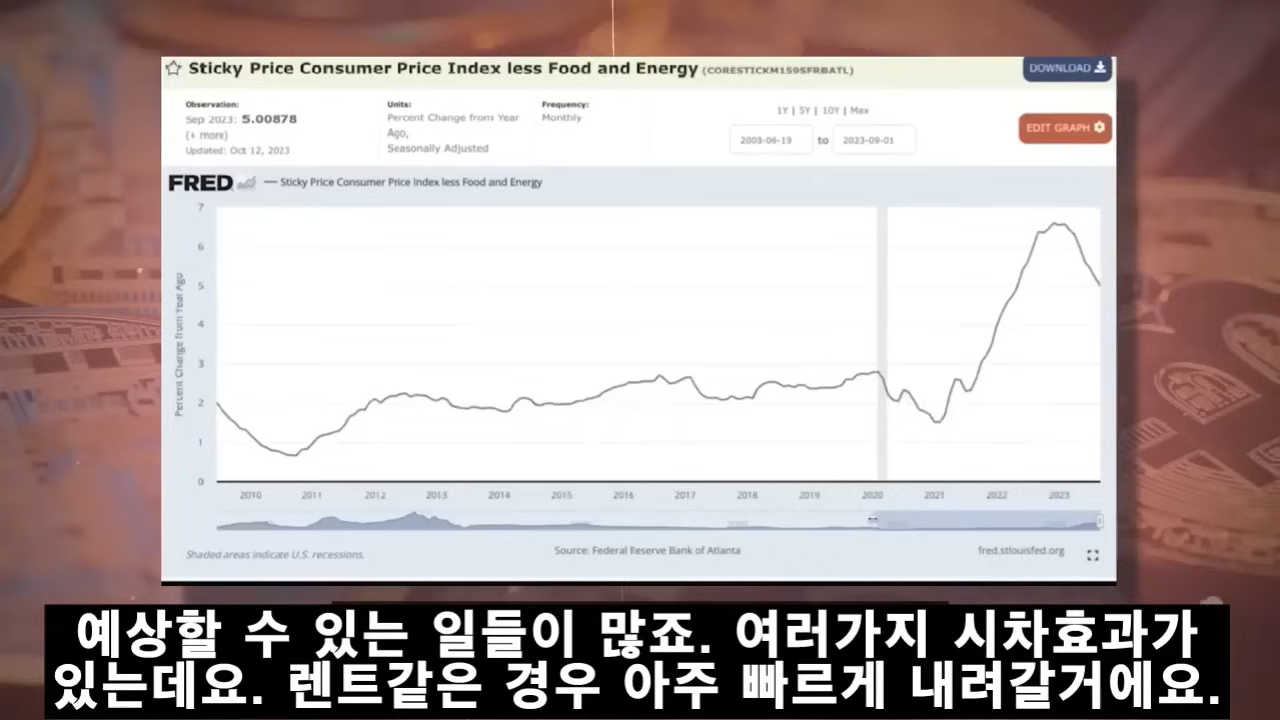 Sticky Price Consumer Price Index less Food and Energy (CORESTICKM159SFRBATL)
DOWNLOAD
Observation:
Sep 2023: 5.00878
(+ more)
Updated: Oct 12, 2023
Units:
Percent Change from Year
Ago,
Seasonally Adjusted
Frequency:
Monthly
1Y | 5Y | 10Y | Max
2009-06-19 to 2023-09-01
EDIT GRAPH
FRED
Sticky Price Consumer Price Index less Food and Energy
Percent Change from Year Ago
7
6
5
4
3
2
1
0
2010 2011 2012 2013 2014 2015 2016 2017 2018 2019 2020 2021 2022 2023
Shaded areas indicate U.S. recessions.
Source: Federal Reserve Bank of Atlanta
fred.stlouisfed.org
예상할 수 있는 일들이 많죠. 여러가지 시차효과가
있는데요. 렌트같은 경우 아주 빠르게 내려갈거에요.